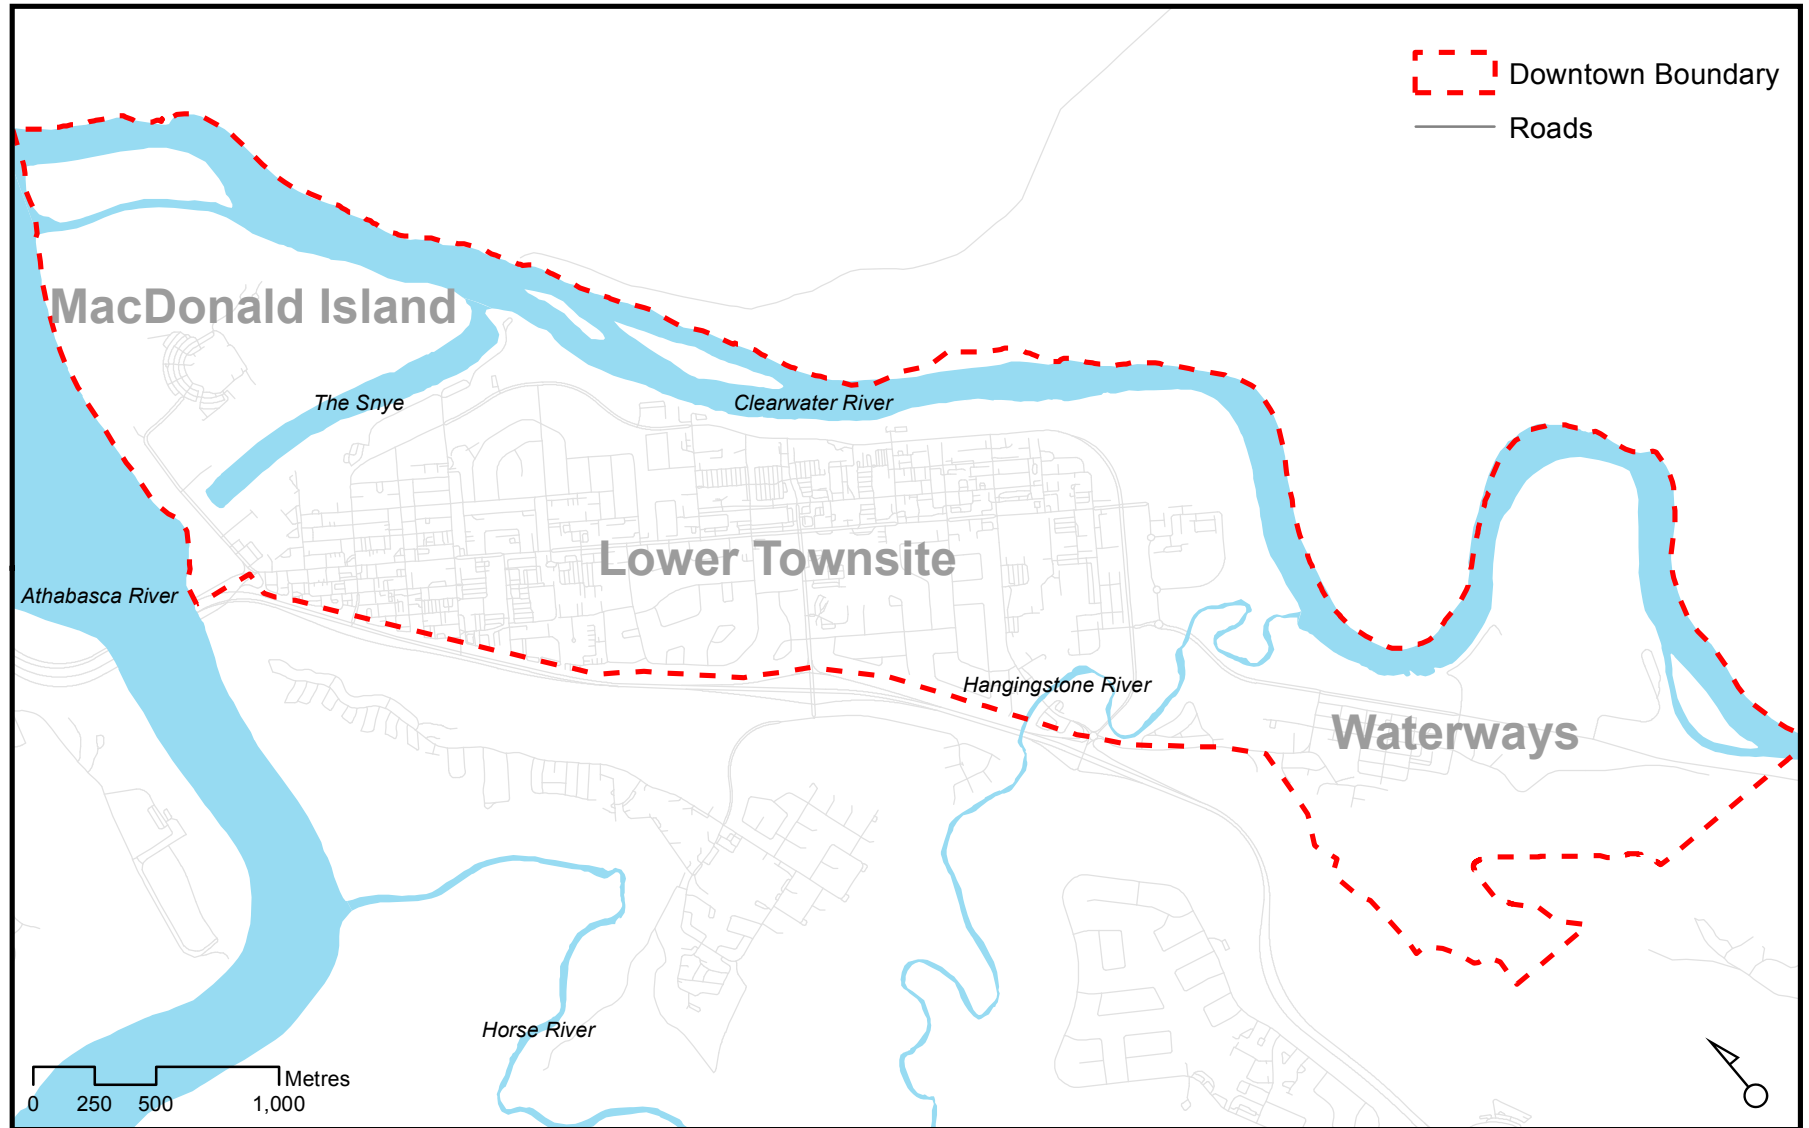 Downtown Boundary
Roads
MacDonald Island
The Snye
Clearwater River
Lower Townsite
Athabasca River
Hangingstone River
Waterways
Horse River
Metres
0 250 500 1,000